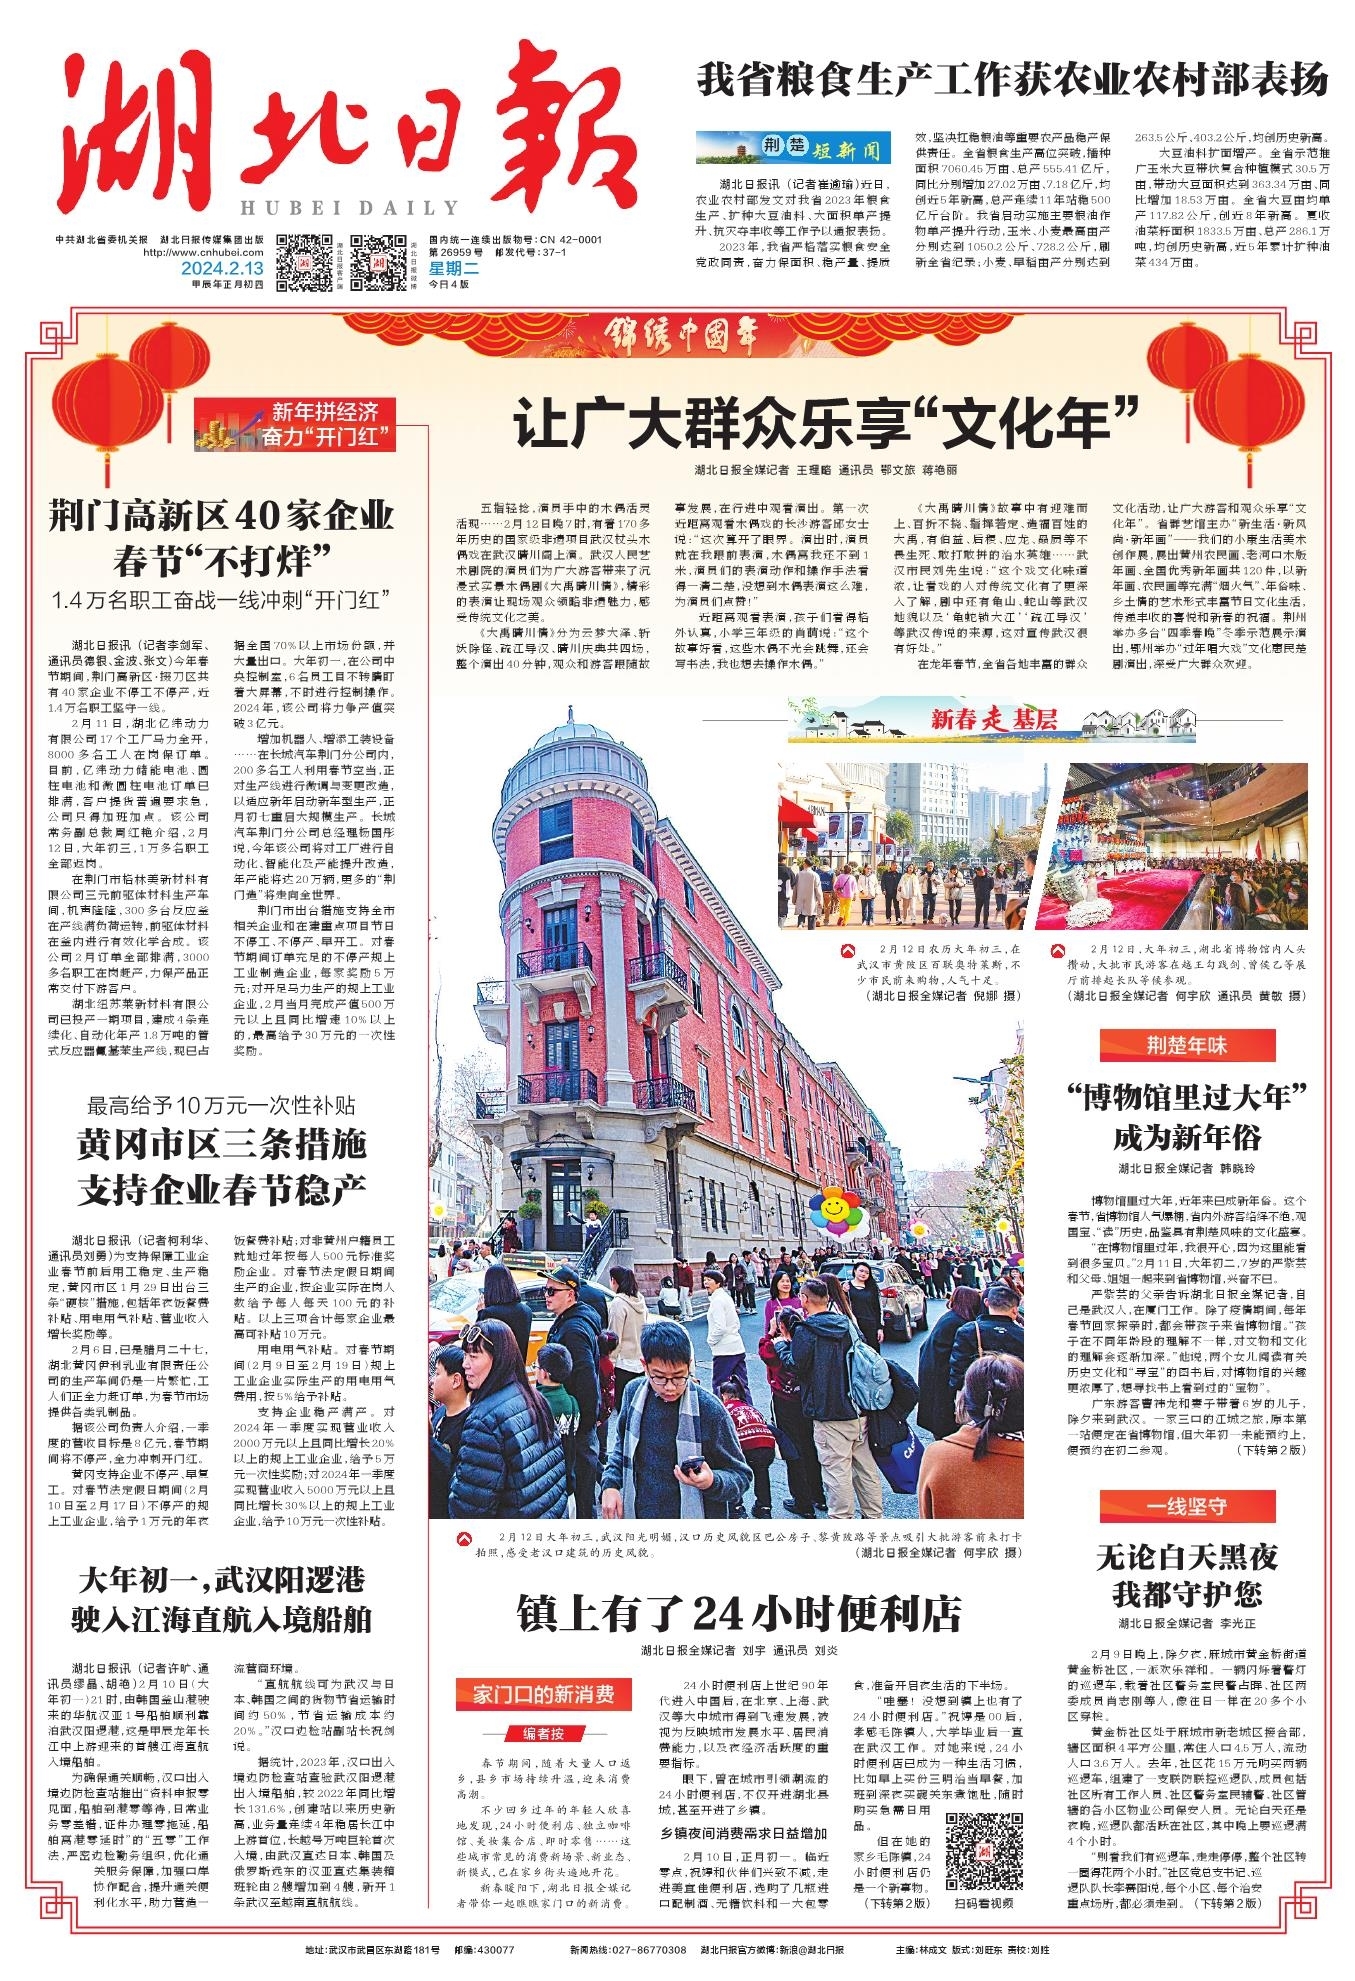 湖北日报
HUBEI DAILY
中共湖北省委机关报 湖北日报传媒集团出版
http://www.cnhubei.com
2024.2.13
甲辰年正月初四
湖北日报客户端
湖北日报微博
国内统一连续出版物号:CN 42-0001
第26959号 邮发代号:37-1
星期二
今日4版
我省粮食生产工作获农业农村部表扬
荆楚短新闻
湖北日报讯(记者崔逾瑜)近日,
农业农村部发文对我省2023年粮食
生产、扩种大豆油料、大面积单产提
升、抗灾夺丰收等工作予以通报表扬。
2023年,我省严格落实粮食安全
党政同责,奋力保面积、稳产量、提质
效,坚决扛稳粮油等重要农产品稳产保
供责任。全省粮食生产高位突破,播种
面积7060.45万亩、总产555.41亿斤,
同比分别增加27.02万亩、7.18亿斤,均
创近5年新高,总产连续11年站稳500
亿斤台阶。我省启动实施主要粮油作
物单产提升行动,玉米、小麦最高亩产
分别达到1050.2公斤、728.2公斤,刷
新全省纪录;小麦、早稻亩产分别达到
263.5公斤、403.2公斤,均创历史新高。
大豆油料扩面增产。全省示范推
广玉米大豆带状复合种植模式30.5万
亩,带动大豆面积达到363.34万亩、同
比增加18.53万亩。全省大豆亩均单
产117.82公斤,创近8年新高。夏收
油菜籽面积1833.5万亩、总产286.1万
吨,均创历史新高,近5年累计扩种油
菜434万亩。
锦绣中国年
新年拼经济
奋力“开门红”
荆门高新区40家企业
春节“不打烊”
1.4万名职工奋战一线冲刺“开门红”
湖北日报讯(记者李剑军、
通讯员德银、金波、张文)今年春
节期间,荆门高新区·掇刀区共
有40家企业不停工不停产,近
1.4万名职工坚守一线。
2月11日,湖北亿纬动力
有限公司17个工厂马力全开,
8000多名工人在岗保订单。
目前,亿纬动力储能电池、圆
柱电池和微圆柱电池订单已
排满,客户提货普遍要求急,
公司只得加班加点。该公司
常务副总裁周红艳介绍,2月
12日,大年初三,1万多名职工
全部返岗。
在荆门市格林美新材料有
限公司三元前驱体材料生产车
间,机声隆隆,300多台反应釜
在产线满负荷运转,前驱体材料
在釜内进行有效化学合成。该
公司2月订单全部排满,3000
多名职工在岗赶产,力保产品正
常交付下游客户。
湖北纽苏莱新材料有限公
司已投产一期项目,建成4条连
续化、自动化年产1.8万吨的管
式反应器氟基苯生产线,现已占
据全国70%以上市场份额,并
大量出口。大年初一,在公司中
央控制室,6名员工目不转睛盯
着大屏幕,不时进行控制操作。
2024年,该公司将力争产值突
破3亿元。
增加机器人、增添工装设备
……在长城汽车荆门分公司内,
200多名工人利用春节空当,正
对生产线进行微调与变更改造,
以适应新年启动新车型生产,正
月初七重启大规模生产。长城
汽车荆门分公司总经理杨国彤
说,今年该公司将对工厂进行自
动化、智能化及产能提升改造,
年产能将达20万辆,更多的“荆
门造”将走向全世界。
荆门市出台措施支持全市
相关企业和在建重点项目节日
不停工、不停产、早开工。对春
节期间订单充足的不停产规上
工业制造企业,每家奖励5万
元;对开足马力生产的规上工业
企业,2月当月完成产值500万
元以上且同比增速10%以上
的,最高给予30万元的一次性
奖励。
最高给予10万元一次性补贴
黄冈市区三条措施
支持企业春节稳产
湖北日报讯(记者柯利华、
通讯员刘勇)为支持保障工业企
业春节前后用工稳定、生产稳
定,黄冈市区1月29日出台三
条“硬核”措施,包括年夜饭餐费
补贴、用电用气补贴、营业收入
增长奖励等。
2月6日,已是腊月二十七,
湖北黄冈伊利乳业有限责任公
司的生产车间仍是一片繁忙,工
人们正全力赶订单,为春节市场
提供各类乳制品。
据该公司负责人介绍,一季
度的营收目标是8亿元,春节期
间将不停产,全力冲刺开门红。
黄冈支持企业不停产、早复
工。对春节法定假日期间(2月
10日至2月17日)不停产的规
上工业企业,给予1万元的年夜
饭餐费补贴;对非黄州户籍员工
就地过年按每人500元标准奖
励企业。对春节法定假日期间
生产的企业,按企业实际在岗人
数给予每人每天100元的补
贴。以上三项合计每家企业最
高可补贴10万元。
用电用气补贴。对春节期
间(2月9日至2月19日)规上
工业企业实际生产的用电用气
费用,按5%给予补贴。
支持企业稳产满产。对
2024年一季度实现营业收入
2000万元以上且同比增长20%
以上的规上工业企业,给予5万
元一次性奖励;对2024年一季度
实现营业收入5000万元以上且
同比增长30%以上的规上工业
企业,给予10万元一次性补贴。
大年初一,武汉阳逻港
驶入江海直航入境船舶
湖北日报讯(记者许旷、通
讯员缪晶、胡艳)2月10日(大
年初一)21时,由韩国釜山港驶
来的华航汉亚1号船舶顺利靠
泊武汉阳逻港,这是甲辰龙年长
江中上游迎来的首艘江海直航
入境船舶。
为确保通关顺畅,汉口出入
境边防检查站推出“资料申报零
见面,船舶到港零等待,日常业
务零差错,证件办理零拖延,船
舶离港零延时”的“五零”工作
法,严密边检勤务组织,优化通
关服务保障,加强口岸
协作配合,提升通关便
利化水平,助力营造一
流营商环境。
“直航航线可为武汉与日
本、韩国之间的货物节省运输时
间约50%,节省运输成本约
20%。”汉口边检站副站长祝剑
说。
据统计,2023年,汉口出入
境边防检查站查验武汉阳逻港
出入境船舶,较2022年同比增
长131.6%,创建站以来历史新
高,业务量连续4年稳居长江中
上游首位,长越号万吨巨轮首次
入境,由武汉直达日本、韩国及
俄罗斯远东的汉亚直达集装箱
班轮由2艘增加到4艘,新开1
条武汉至越南直航航线。
让广大群众乐享“文化年”
湖北日报全媒记者 王理略 通讯员 鄂文旅 蒋艳丽
五指轻捻,演员手中的木偶活灵
活现……2月12日晚7时,有着170多
年历史的国家级非遗项目武汉杖头木
偶戏在武汉晴川阁上演。武汉人民艺
术剧院的演员们为广大游客带来了沉
浸式实景木偶剧《大禹晴川情》,精彩
的表演让现场观众领略非遗魅力,感
受传统文化之美。
《大禹晴川情》分为云梦大泽、斩
妖除怪、疏江导汉、晴川庆典共四场,
整个演出40分钟,观众和游客跟随故
事发展,在行进中观看演出。第一次
近距离观看木偶戏的长沙游客邱女士
说:“这次算开了眼界。演出时,演员
就在我跟前表演,木偶离我还不到1
米,演员们的表演动作和操作手法看
得一清二楚,没想到木偶表演这么难,
为演员们点赞!”
近距离观看表演,孩子们看得格
外认真,小学三年级的肖萌说:“这个
故事好看,这些木偶不光会跳舞,还会
写书法,我也想去操作木偶。”
《大禹晴川情》故事中有迎难而
上、百折不挠、指挥若定、造福百姓的
大禹,有伯益、后稷、应龙、赑屃等不
畏生死、敢打敢拼的治水英雄……武
汉市民刘先生说:“这个戏文化味道
浓,让看戏的人对传统文化有了更深
入了解,剧中还有龟山、蛇山等武汉
地貌以及‘龟蛇锁大江’‘疏江导汉’
等武汉传说的来源,这对宣传武汉很
有好处。”
在龙年春节,全省各地丰富的群众
文化活动,让广大游客和观众乐享“文
化年”。省群艺馆主办“新生活·新风
尚·新年画”——我们的小康生活美术
创作展,展出黄州农民画、老河口木版
年画、全国优秀新年画共120件,以新
年画、农民画等充满“烟火气”、年俗味、
乡土情的艺术形式丰富节日文化生活,
传递丰收的喜悦和新春的祝福。荆州
举办多台“四季春晚”冬季示范展示演
出,鄂州举办“过年唱大戏”文化惠民楚
剧演出,深受广大群众欢迎。
新春走基层
2月12日农历大年初三,在
武汉市黄陂区百联奥特莱斯,不
少市民前来购物,人气十足。
(湖北日报全媒记者 倪娜 摄)
2月12日,大年初三,湖北省博物馆内人头
攒动,大批市民游客在越王勾践剑、曾侯乙等展
厅前排起长队等候参观。
(湖北日报全媒记者 何宇欣 通讯员 黄敏 摄)
2月12日大年初三,武汉阳光明媚,汉口历史风貌区巴公房子、黎黄陂路等景点吸引大批游客前来打卡
拍照,感受老汉口建筑的历史风貌。 (湖北日报全媒记者 何宇欣 摄)
荆楚年味
“博物馆里过大年”
成为新年俗
湖北日报全媒记者 韩晓玲
博物馆里过大年,近年来已成新年俗。这个
春节,省博物馆人气爆棚,省内外游客络绎不绝,观
国宝、“读”历史,品鉴具有荆楚风味的文化盛宴。
“在博物馆里过年,我很开心,因为这里能看
到很多宝贝。”2月11日,大年初二,7岁的严紫芸
和父母、姐姐一起来到省博物馆,兴奋不已。
严紫芸的父亲告诉湖北日报全媒记者,自
己是武汉人,在厦门工作。除了疫情期间,每年
春节回家探亲时,都会带孩子来省博物馆。“孩
子在不同年龄段的理解不一样,对文物和文化
的理解会逐渐加深。”他说,两个女儿阅读有关
历史文化和“寻宝”的图书后,对博物馆的兴趣
更浓厚了,想寻找书上看到过的“宝物”。
广东游客曹神龙和妻子带着6岁的儿子,
除夕来到武汉。一家三口的江城之旅,原本第
一站便定在省博物馆,但大年初一未能预约上,
便预约在初二参观。 (下转第2版)
一线坚守
无论白天黑夜
我都守护您
湖北日报全媒记者 李光正
2月9日晚上,除夕夜,麻城市黄金桥街道
黄金桥社区,一派欢乐祥和。一辆闪烁着警灯
的巡逻车,载着社区警务室民警占晖、社区两
委成员肖志刚等人,像往日一样在20多个小
区穿梭。
黄金桥社区处于麻城市新老城区接合部,
辖区面积4平方公里,常住人口4.5万人,流动
人口3.6万人。去年,社区花15万元购买两辆
巡逻车,组建了一支联防联控巡逻队,成员包括
社区所有工作人员、社区警务室民辅警、社区管
辖的各小区物业公司保安人员。无论白天还是
夜晚,巡逻队都活跃在社区,其中晚上要巡逻满
4个小时。
“别看我们有巡逻车,走走停停,整个社区转
一圈得花两个小时。”社区党总支书记、巡
逻队队长李赛阳说,每个小区、每个治安
重点场所,都必须走到。(下转第2版)
镇上有了24小时便利店
湖北日报全媒记者 刘宇 通讯员 刘炎
家门口的新消费
编者按
春节期间,随着大量人口返
乡,县乡市场持续升温,迎来消费
高潮。
不少回乡过年的年轻人欣喜
地发现,24小时便利店、独立咖啡
馆、美妆集合店、即时零售……这
些城市常见的消费新场景、新业态、
新模式,已在家乡街头遍地开花。
新春暖阳下,湖北日报全媒记
者带你一起瞧瞧家门口的新消费。
24小时便利店上世纪90年
代进入中国后,在北京、上海、武
汉等大中城市得到飞速发展,被
视为反映城市发展水平、居民消
费能力,以及夜经济活跃度的重
要指标。
眼下,曾在城市引领潮流的
24小时便利店,不仅开进湖北县
城,甚至开进了乡镇。
乡镇夜间消费需求日益增加
2月10日,正月初一。临近
零点,祝婷和伙伴们兴致不减,走
进美宜佳便利店,选购了几瓶进
口配制酒、无糖饮料和一大包零
食,准备开启夜生活的下半场。
“哇塞!没想到镇上也有了
24小时便利店。”祝婷是00后,
孝感毛陈镇人,大学毕业后一直
在武汉工作。对她来说,24小
时便利店已成为一种生活习惯,
比如早上买份三明治当早餐,加
班到深夜买碗关东煮饱肚,随时
购买急需日用
品。
但在她的
家乡毛陈镇,24
小时便利店仍
是一个新事物。
(下转第2版)
扫码看视频
地址:武汉市武昌区东湖路181号 邮编:430077 新闻热线:027-86770308 湖北日报官方微博:新浪@湖北日报 主编:林成文 版式:刘旺东 责校:刘胜